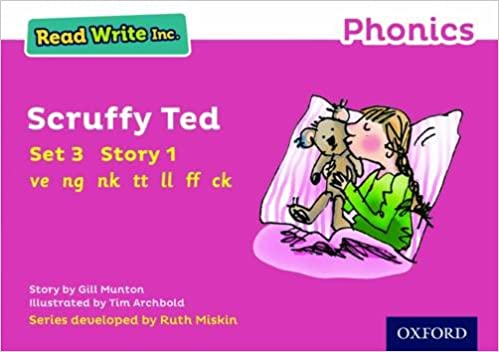 Read Write Inc.
Phonics
Scruffy Ted
Set 3 Story 1
ve ng nk tt ll ff ck
Story by Gill Munton
Illustrated by Tim Archbold
Series developed by Ruth Miskin
OXFORD